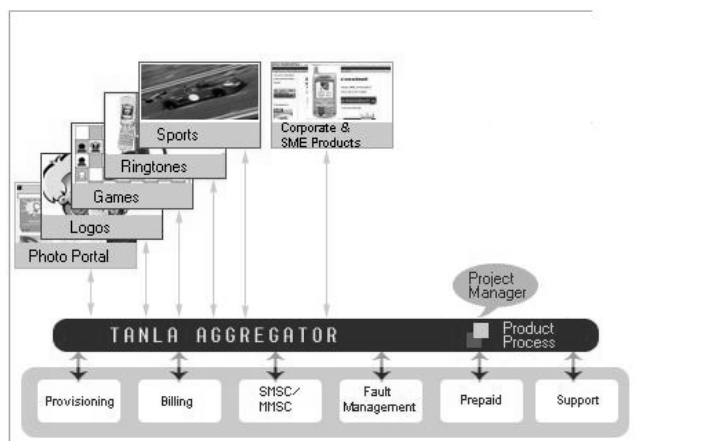 Sports
Corporate &
SME Products
Ringtones
Games
Logos
Photo Portal
Project
Manager
TANLA AGGREGATOR
Product
Process
Provisioning
Billing
SMSC/
MMSC
Fault
Management
Prepaid
Support